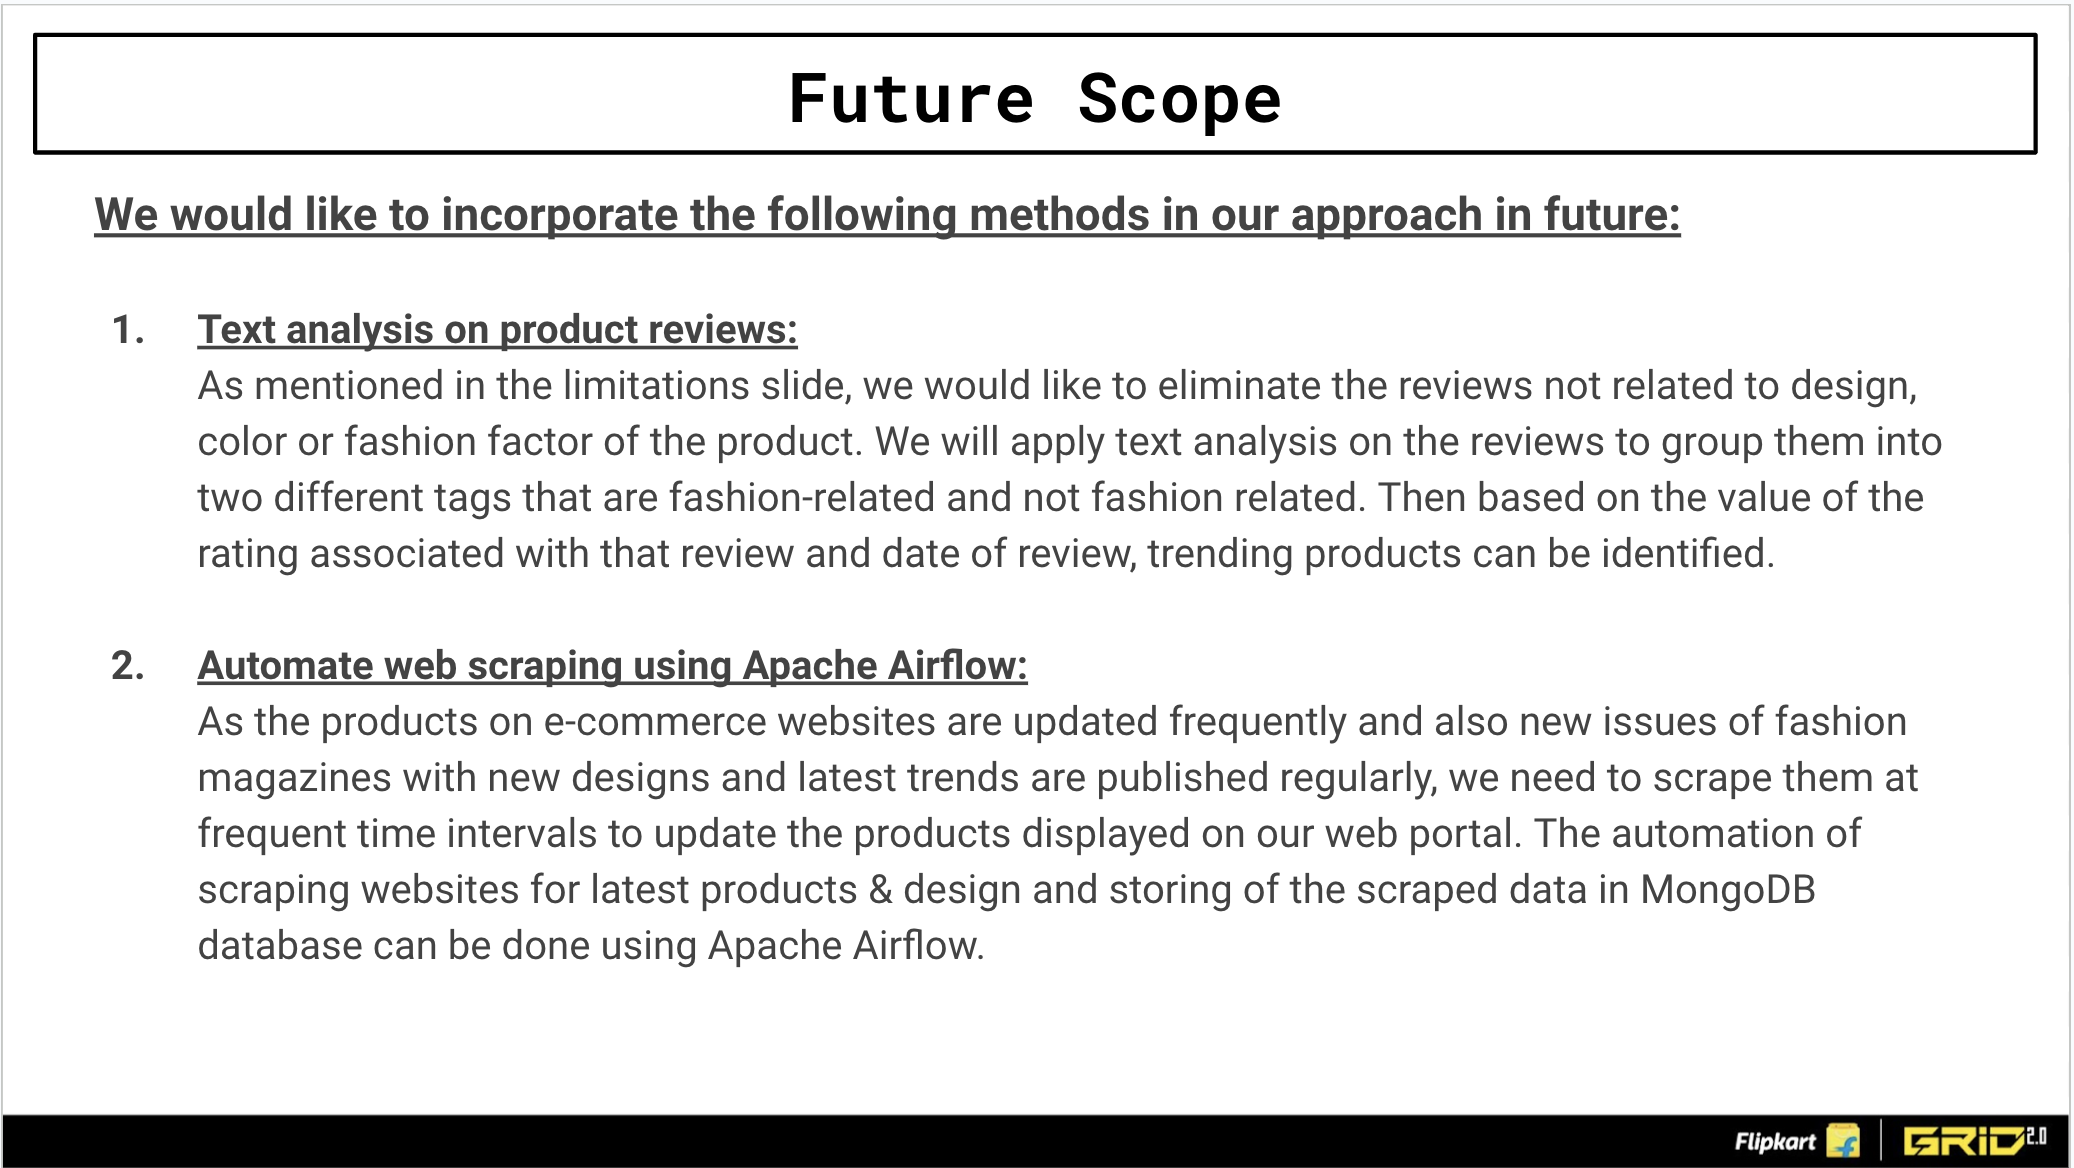 Future Scope
We would like to incorporate the following methods in our approach in future:
1. Text analysis on product reviews:
As mentioned in the limitations slide, we would like to eliminate the reviews not related to design,
color or fashion factor of the product. We will apply text analysis on the reviews to group them into
two different tags that are fashion-related and not fashion related. Then based on the value of the
rating associated with that review and date of review, trending products can be identified.
2. Automate web scraping using Apache Airflow:
As the products on e-commerce websites are updated frequently and also new issues of fashion
magazines with new designs and latest trends are published regularly, we need to scrape them at
frequent time intervals to update the products displayed on our web portal. The automation of
scraping websites for latest products & design and storing of the scraped data in MongoDB
database can be done using Apache Airflow.
Flipkart GRiD 2.0